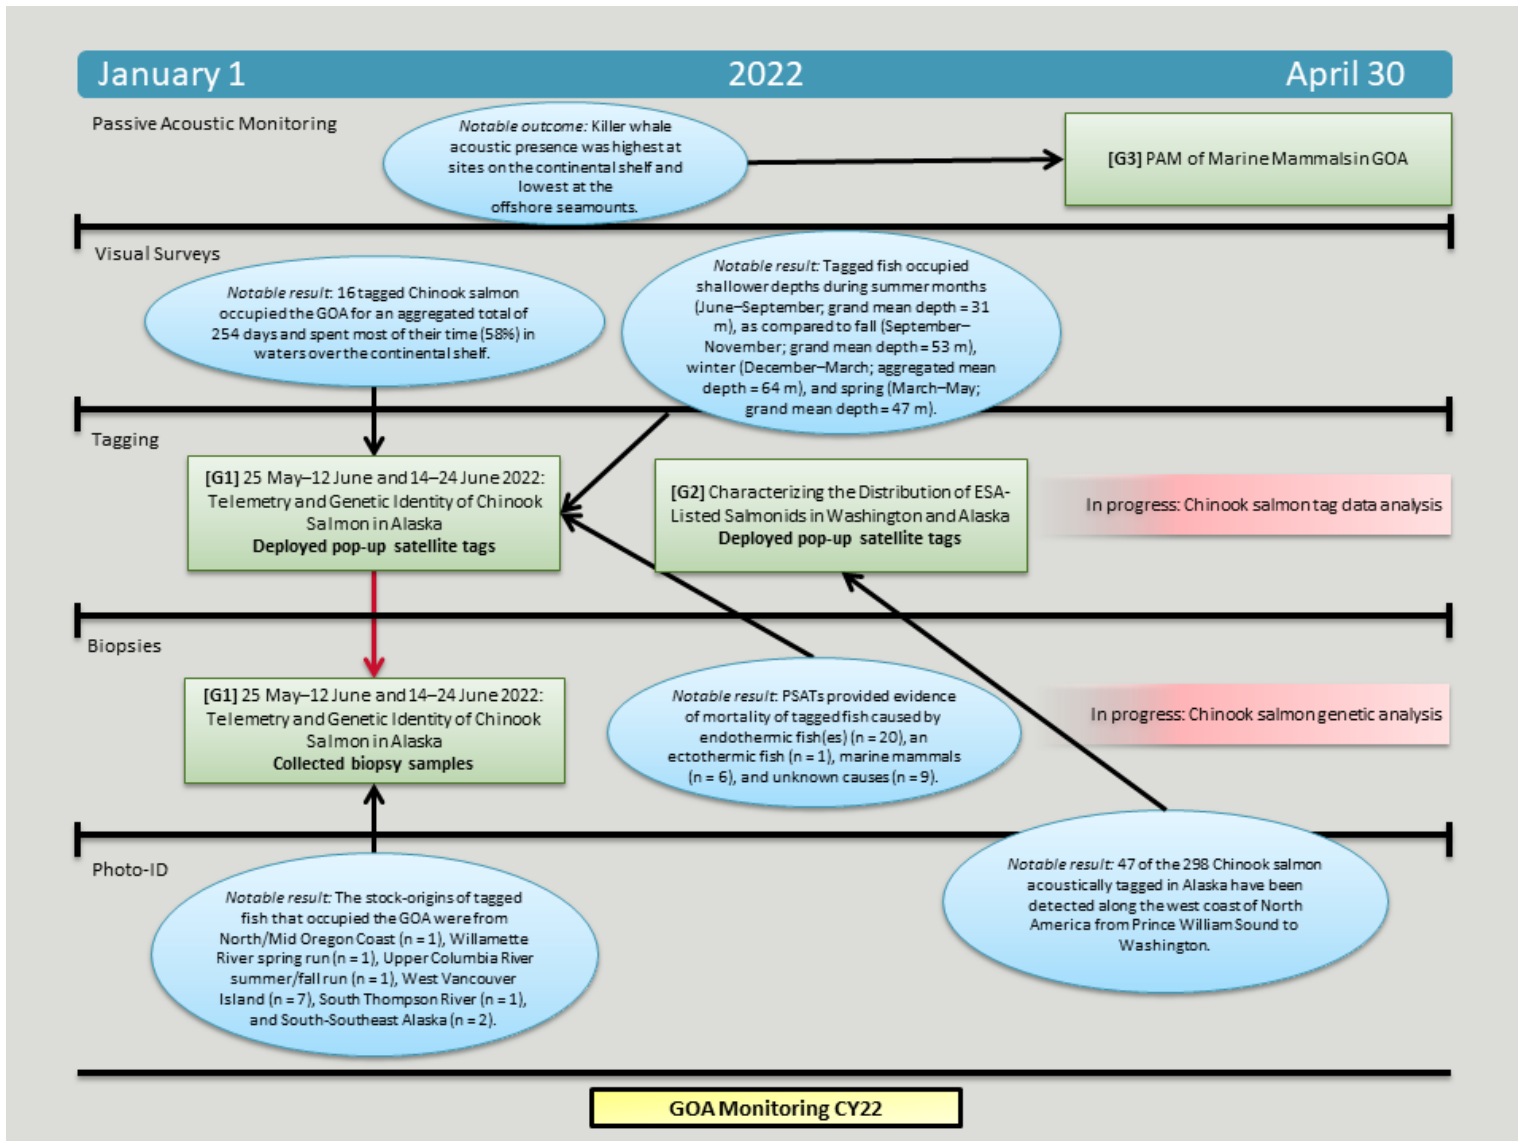 January 1
2022
April 30
Passive Acoustic Monitoring
Notable outcome: Killer whale
acoustic presence was highest at
sites on the continental shelf and
lowest at the
offshore seamounts.
[G3] PAM of Marine Mammals in GOA
Visual Surveys
Notable result: 16 tagged Chinook salmon
occupied the GOA for an aggregated total of
254 days and spent most of their time (58%) in
waters over the continental shelf.
Notable result: Tagged fish occupied
shallower depths during summer months
(June–September; grand mean depth = 31
m), as compared to fall (September–
November; grand mean depth = 53 m),
winter (December–March; aggregated mean
depth = 64 m), and spring (March–May;
grand mean depth = 47 m).
Tagging
[G1] 25 May–12 June and 14–24 June 2022:
Telemetry and Genetic Identity of Chinook
Salmon in Alaska
Deployed pop-up satellite tags
[G2] Characterizing the Distribution of ESA-
Listed Salmonids in Washington and Alaska
Deployed pop-up satellite tags
In progress: Chinook salmon tag data analysis
Biopsies
[G1] 25 May–12 June and 14–24 June 2022:
Telemetry and Genetic Identity of Chinook
Salmon in Alaska
Collected biopsy samples
Notable result: PSATs provided evidence
of mortality of tagged fish caused by
endothermic fish(es) (n = 20), an
ectothermic fish (n = 1), marine mammals
(n = 6), and unknown causes (n = 9).
In progress: Chinook salmon genetic analysis
Photo-ID
Notable result: The stock-origins of tagged
fish that occupied the GOA were from
North/Mid Oregon Coast (n = 1), Willamette
River spring run (n = 1), Upper Columbia River
summer/fall run (n = 1), West Vancouver
Island (n = 7), South Thompson River (n = 1),
and South-Southeast Alaska (n = 2).
Notable result: 47 of the 298 Chinook salmon
acoustically tagged in Alaska have been
detected along the west coast of North
America from Prince William Sound to
Washington.
GOA Monitoring CY22